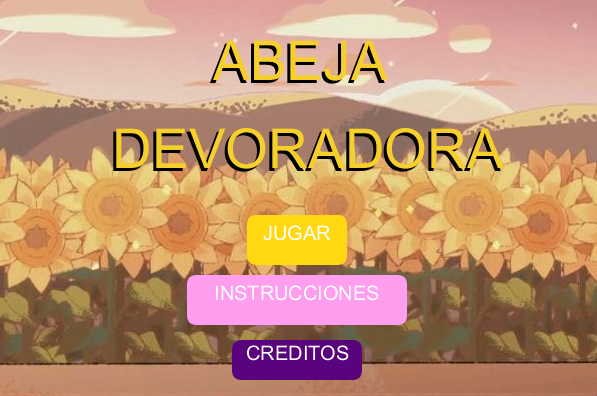 ABEJA
DEVORADORA
JUGAR
INSTRUCCIONES
CREDITOS